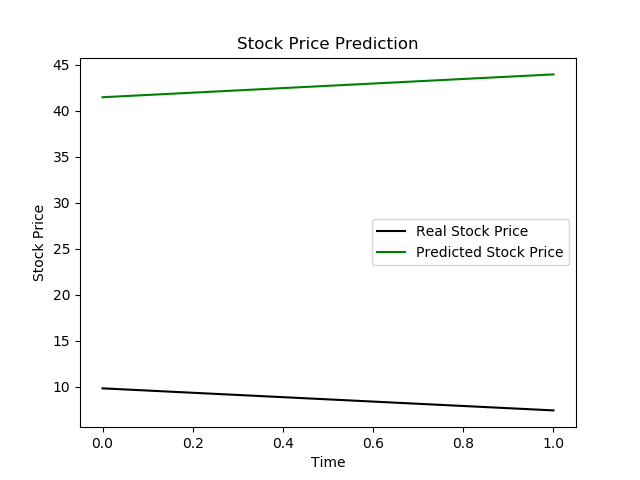 Stock Price Prediction
45
40
35
30
25
20
15
10
Stock Price
Real Stock Price
Predicted Stock Price
0.0 0.2 0.4 0.6 0.8 1.0
Time